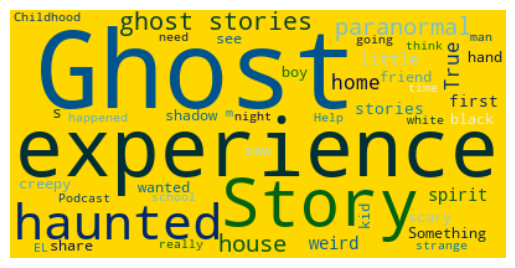 Childhood
ghost stories
paranormal
need
see
going
think
man
Ghost
little
True
hand
boy
home
friend
time
s
shadow
m
night
Help
stories
first
happened
white
black
experience
saw
creepy
wanted
Story
spirit
Podcast
school
kid
scary
haunted
house
weird
Something
EL
share
really
strange